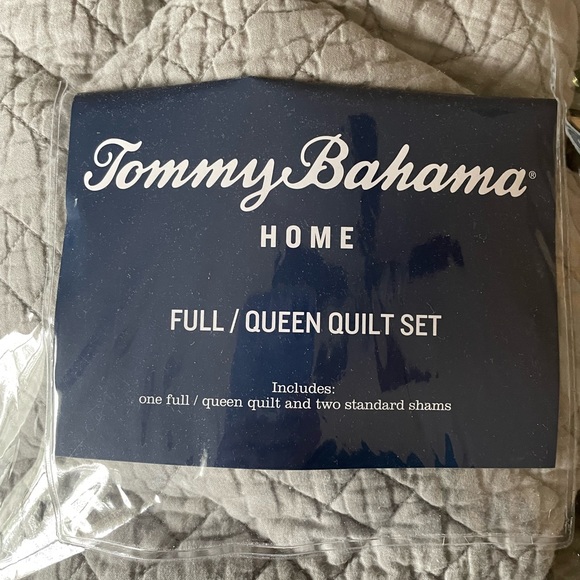 Tommy Bahama®
HOME
FULL / QUEEN QUILT SET
Includes:
one full / queen quilt and two standard shams